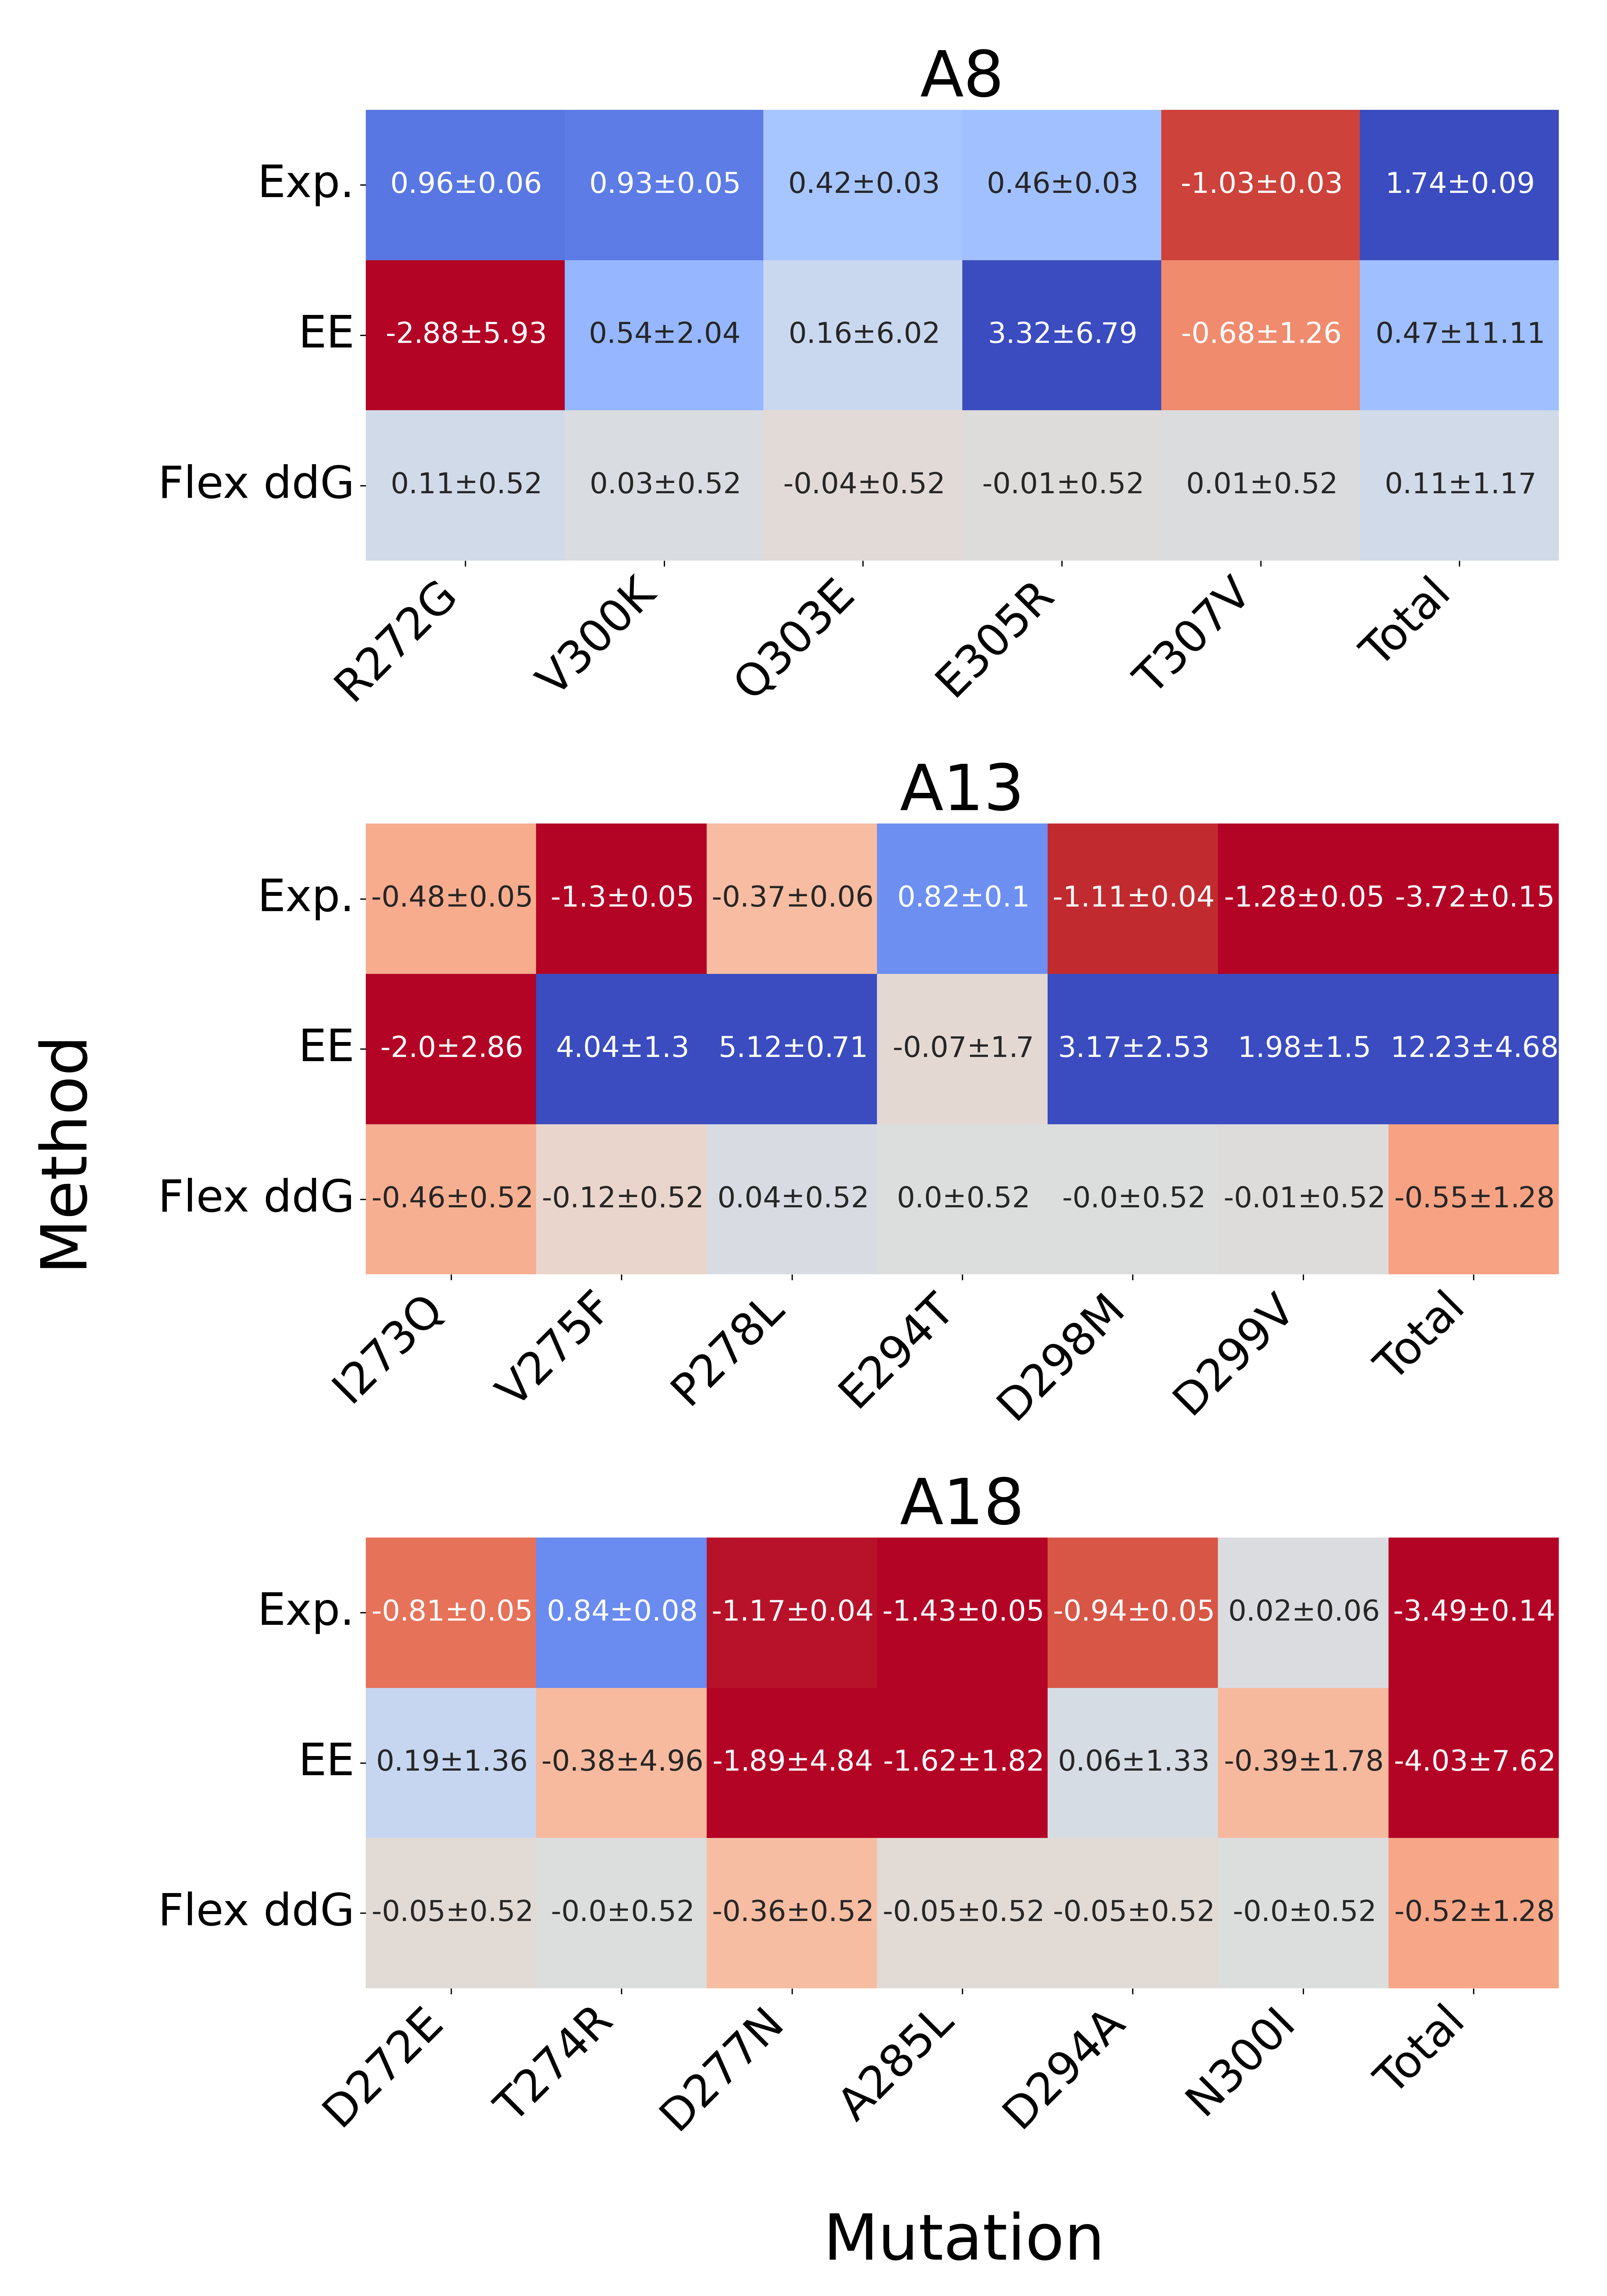 A8
Exp. 0.96±0.06 0.93±0.05 0.42±0.03 0.46±0.03 -1.03±0.03 1.74±0.09
EE -2.88±5.93 0.54±2.04 0.16±6.02 3.32±6.79 -0.68±1.26 0.47±11.11
Flex ddG 0.11±0.52 0.03±0.52 -0.04±0.52 -0.01±0.52 0.01±0.52 0.11±1.17
R272G V300K Q303E E305R T307V Total
A13
Exp. -0.48±0.05 -1.3±0.05 -0.37±0.06 0.82±0.1 -1.11±0.04 -1.28±0.05 -3.72±0.15
EE -2.0±2.86 4.04±1.3 5.12±0.71 -0.07±1.7 3.17±2.53 1.98±1.5 12.23±4.68
Flex ddG -0.46±0.52 -0.12±0.52 0.04±0.52 0.0±0.52 -0.0±0.52 -0.01±0.52 -0.55±1.28
I273Q V275F P278L E294T D298M D299V Total
Method
A18
Exp. -0.81±0.05 0.84±0.08 -1.17±0.04 -1.43±0.05 -0.94±0.05 0.02±0.06 -3.49±0.14
EE 0.19±1.36 -0.38±4.96 -1.89±4.84 -1.62±1.82 0.06±1.33 -0.39±1.78 -4.03±7.62
Flex ddG -0.05±0.52 -0.0±0.52 -0.36±0.52 -0.05±0.52 -0.05±0.52 -0.0±0.52 -0.52±1.28
D272E T274R D277N A285L D294A N300I Total
Mutation